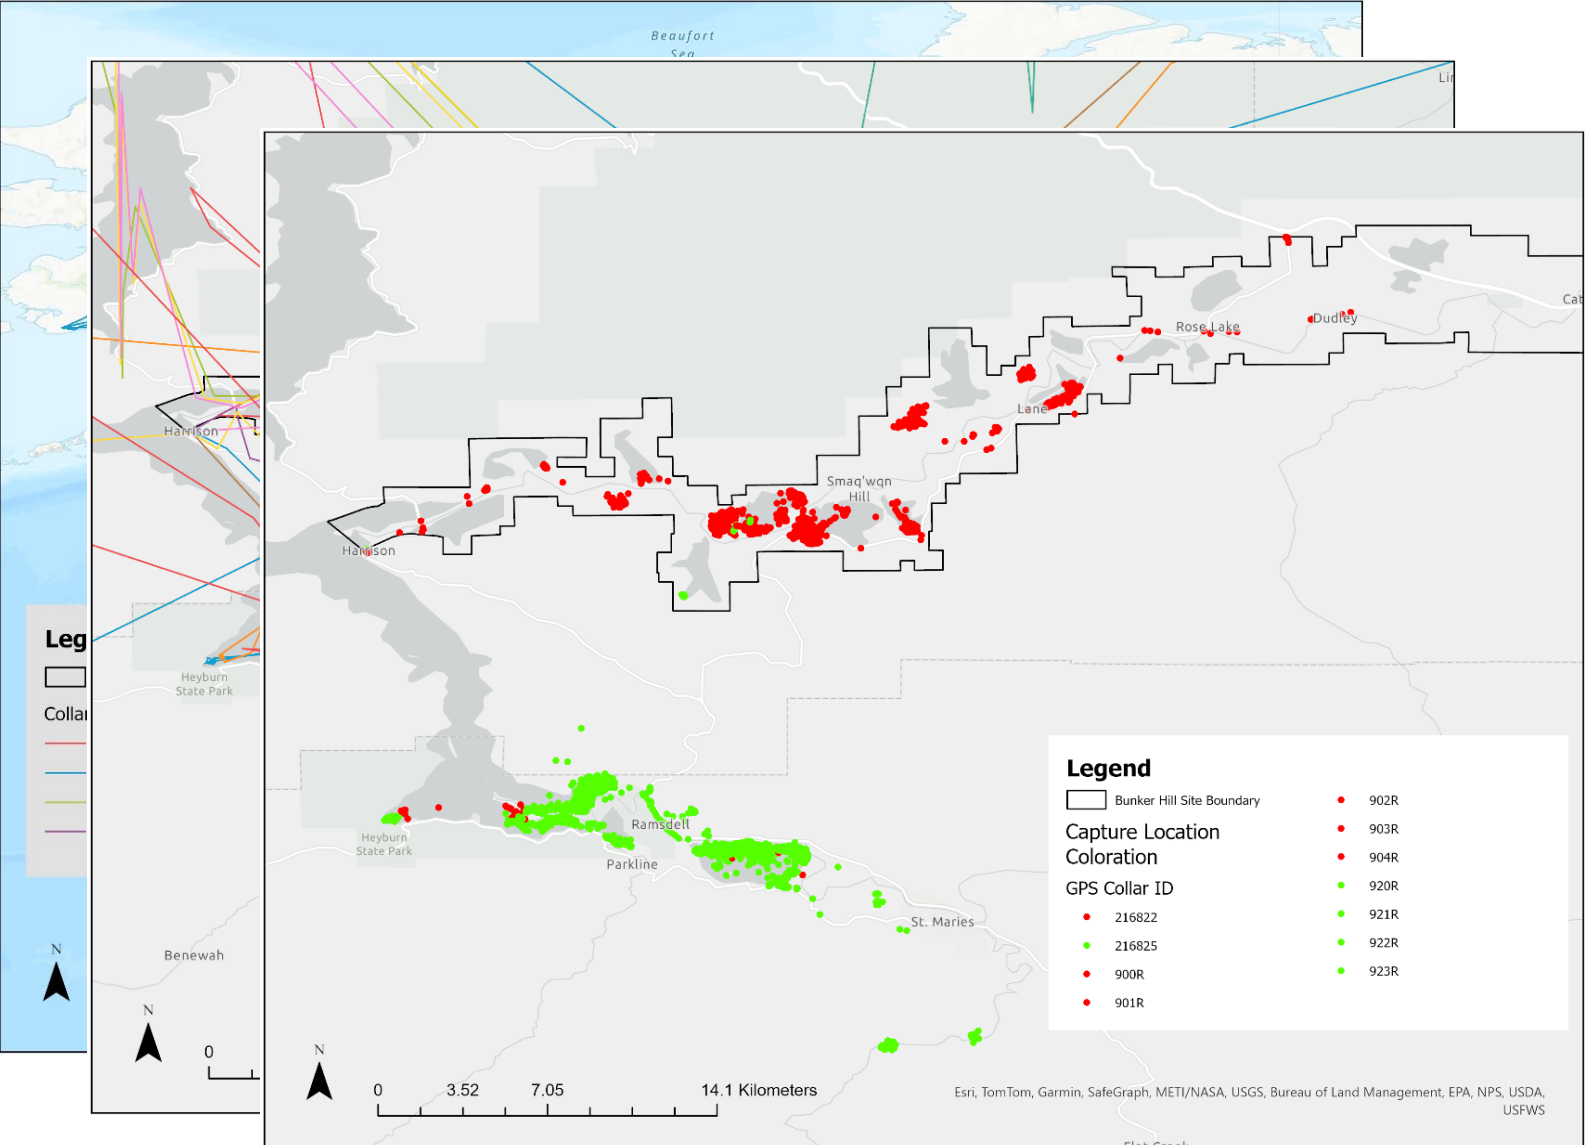 Beaufort
Sea
Lin
Harrison
Heyburn
State Park
Leg
Collar
Benewah
N
N
0
Cat
Rose Lake
Dudley
Lane
Smaq'wqn
Hill
Harrison
Heyburn
State Park
Ramsdell
Parkline
St. Maries
Legend
Bunker Hill Site Boundary
Capture Location
Coloration
GPS Collar ID
216822
216825
900R
901R
902R
903R
904R
920R
921R
922R
923R
N
0 3.52 7.05 14.1 Kilometers
Esri, TomTom, Garmin, SafeGraph, METI/NASA, USGS, Bureau of Land Management, EPA, NPS, USDA,
USFWS